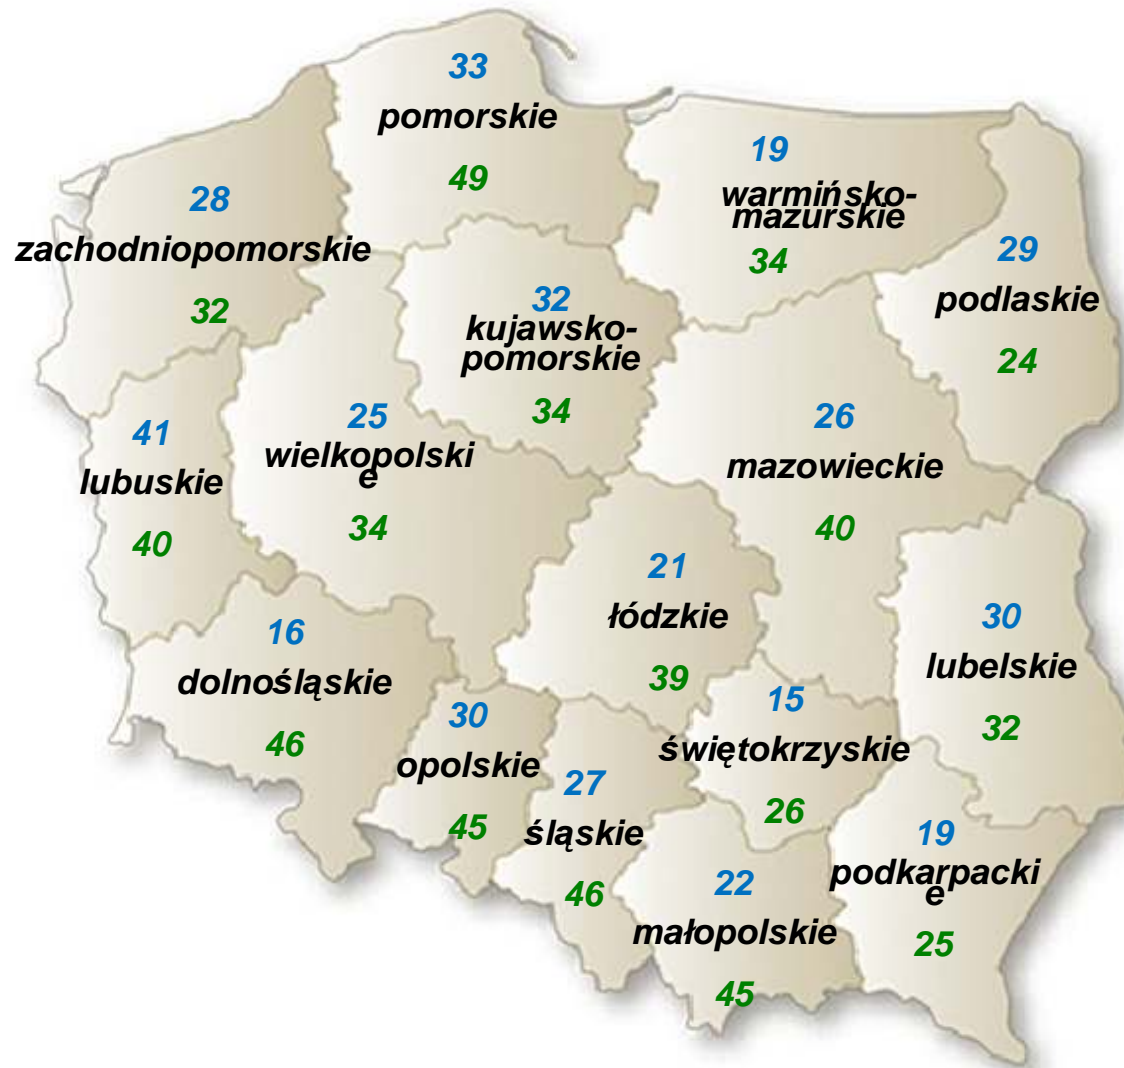 33
pomorskie
49
19
warmińsko-
mazurskie
34
28
zachodniopomorskie
32
29
podlaskie
24
32
kujawsko-
pomorskie
34
41
lubuskie
40
25
wielkopolski
e
34
26
mazowieckie
40
21
łódzkie
39
30
lubelskie
32
16
dolnośląskie
46
30
opolskie
45
15
świętokrzyskie
26
27
śląskie
46
19
podkarpacki
e
25
22
małopolskie
45